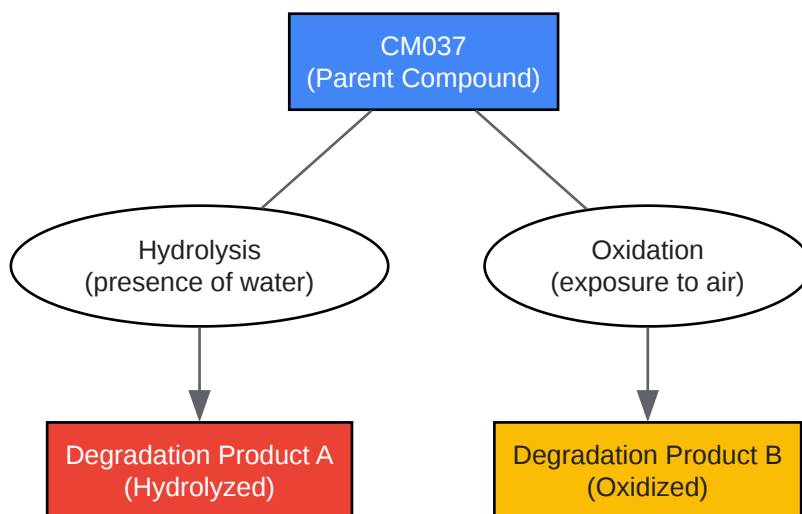 CM037
(Parent Compound)
Hydrolysis
(presence of water)
Oxidation
(exposure to air)
Degradation Product A
(Hydrolyzed)
Degradation Product B
(Oxidized)